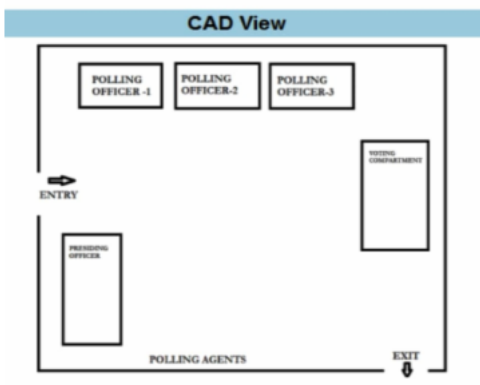 CAD View
POLLING
OFFICER -1
POLLING
OFFICER-2
POLLING
OFFICER-3
VOTING
COMPARTMENT
ENTRY
PRESIDING
OFFICER
POLLING AGENTS
EXIT